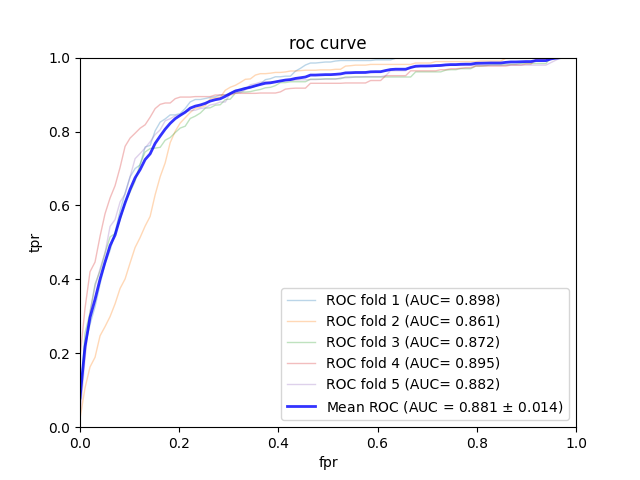 roc curve
1.0
0.8
0.6
0.4
0.2
0.0
tpr
ROC fold 1 (AUC= 0.898)
ROC fold 2 (AUC= 0.861)
ROC fold 3 (AUC= 0.872)
ROC fold 4 (AUC= 0.895)
ROC fold 5 (AUC= 0.882)
Mean ROC (AUC = 0.881 ± 0.014)
0.0 0.2 0.4 0.6 0.8 1.0
fpr